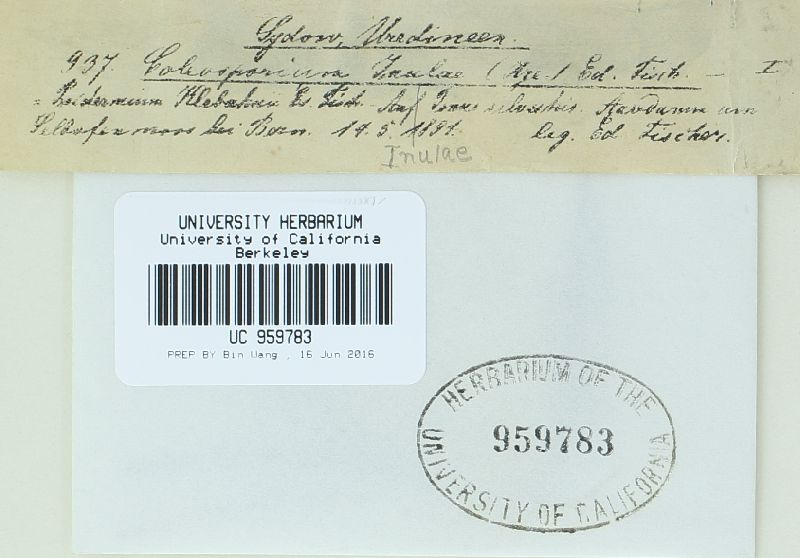 Sydow, Uredineen.
937 Coleosporium Inulae (Kze.) Ed. Fisch. — I
= Peridermium Klebahni Ed. Fisch. Auf Pinus silvestris. Aaredamm am
Selhofenmoos bei Bern. 14. 5. 1891. leg. Ed Fischer.
Inulae
UNIVERSITY HERBARIUM
University of California
Berkeley
UC 959783
PREP BY Bin Wang , 16 Jun 2016
HERBARIUM OF THE
959783
UNIVERSITY OF CALIFORNIA